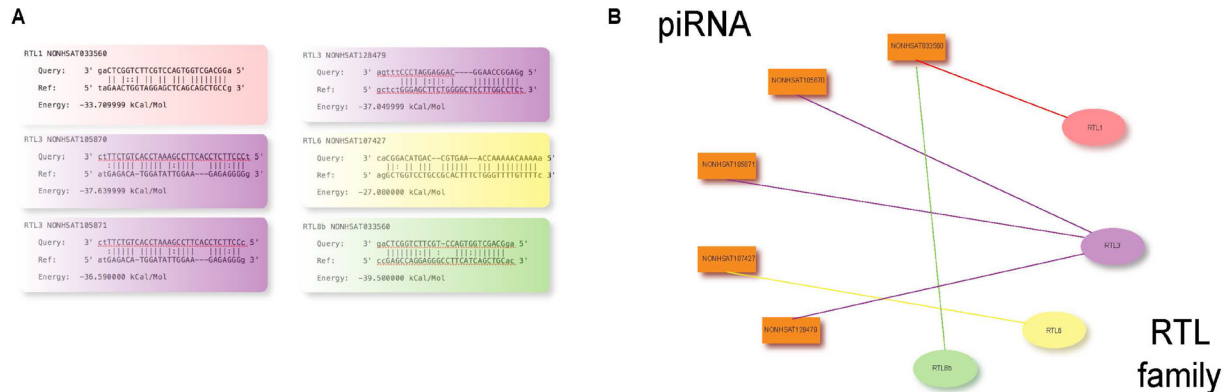 A
RTL1 NONHSAT033560
Query: 3' gaCTCGGTCTTCGTCCAGTGGTCGACGGa 5'
|| |::| || ||| || ||| ||||||||
Ref: 5' taGAACTGGTAGGAGCTCAGCAGCTGCCg 3'
Energy: -33.709999 kCal/Mol
RTL3 NONHSAT105870
Query: 3' ctTTCTGTCACCTAAAGCCTTCACCTCTTCCCt 5'
Ref: 5' atGAGACA-TGGATATTGGAA---GAGAGGGGg 3'
Energy: -37.639999 kCal/Mol
RTL3 NONHSAT105871
Query: 3' ctTTCTGTCACCTAAAGCCTTCACCTCTTCCc 5'
Ref: 5' atGAGACA-TGGATATTGGAA---GAGAGGGg 3'
Energy: -36.590000 kCal/Mol
RTL3 NONHSAT128479
Query: 3' agtttCCCTAGGAGGAC----GGAACCGGAGg 5'
Ref: 5' gctctGGGAGCTTCTGGGGCTCCTTGGCCTCt 3'
Energy: -37.049999 kCal/Mol
RTL6 NONHSAT107427
Query: 3' caCGGACATGAC--CGTGAA--ACCAAAAACAAAAa 5'
Ref: 5' agGCTGGTCCTGCCGCACTTTCTGGGTTTTGTTTTc 3'
Energy: -27.080000 kCal/Mol
RTL8b NONHSAT033560
Query: 3' gaCTCGGTCTTCGT-CCAGTGGTCGACGga 5'
Ref: 5' ccGAGCCAGGAGGGCCTTCATCAGCTGCac 3'
Energy: -39.500000 kCal/Mol
B
piRNA
NONHSAT033560
NONHSAT105870
RTL1
NONHSAT105871
RTL3
NONHSAT107427
NONHSAT128479
RTL6
RTL8b
RTL
family